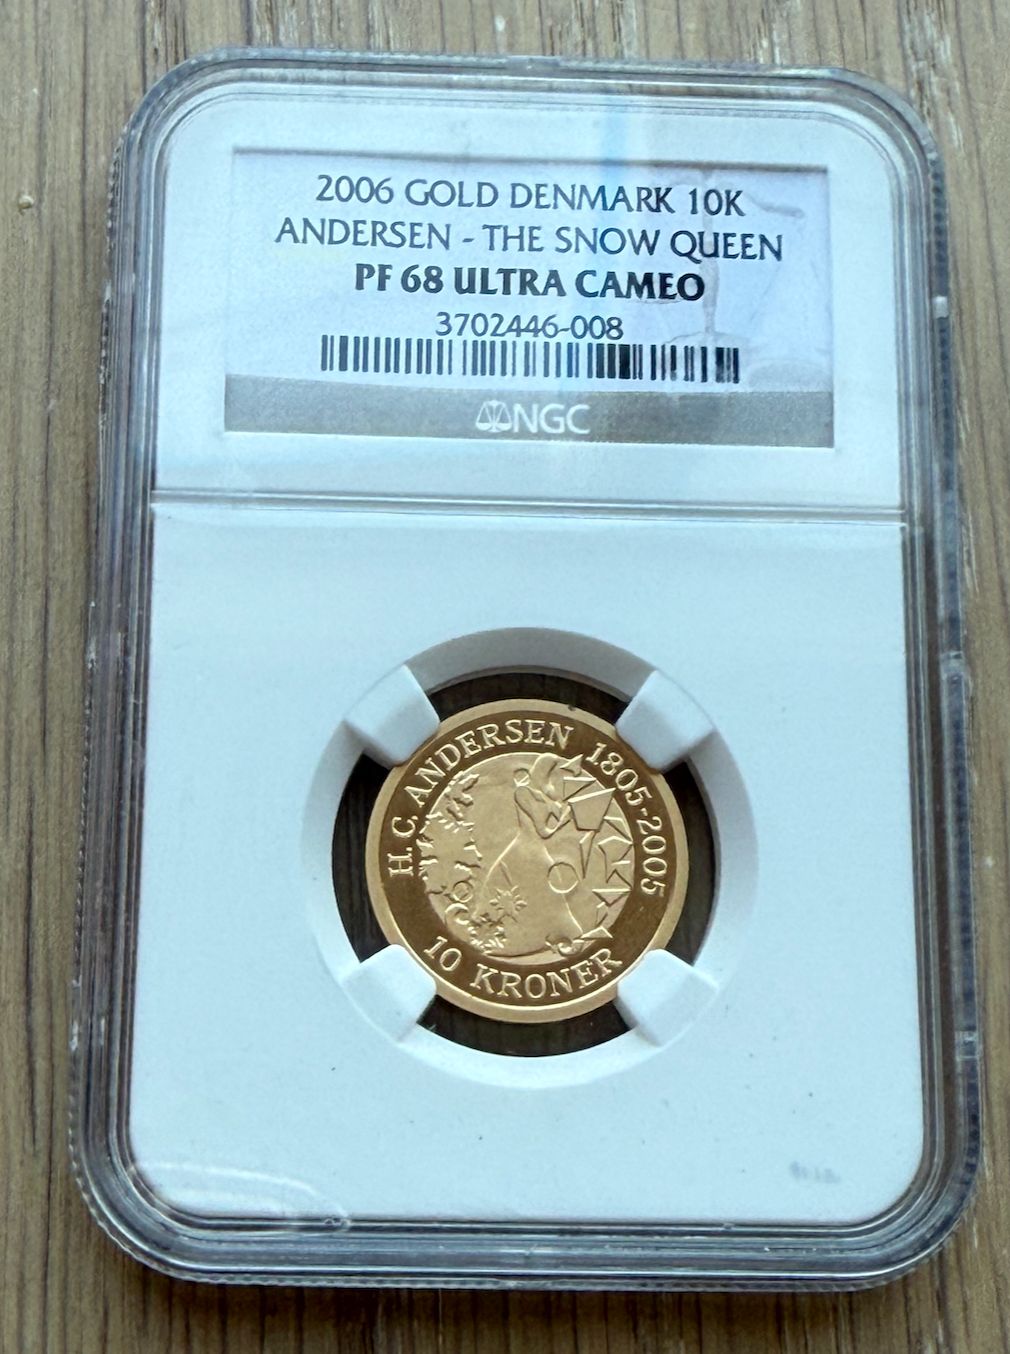 2006 GOLD DENMARK 10K
ANDERSEN - THE SNOW QUEEN
PF 68 ULTRA CAMEO
3702446-008
NGC
H. C. ANDERSEN 1805-2005
10 KRONER